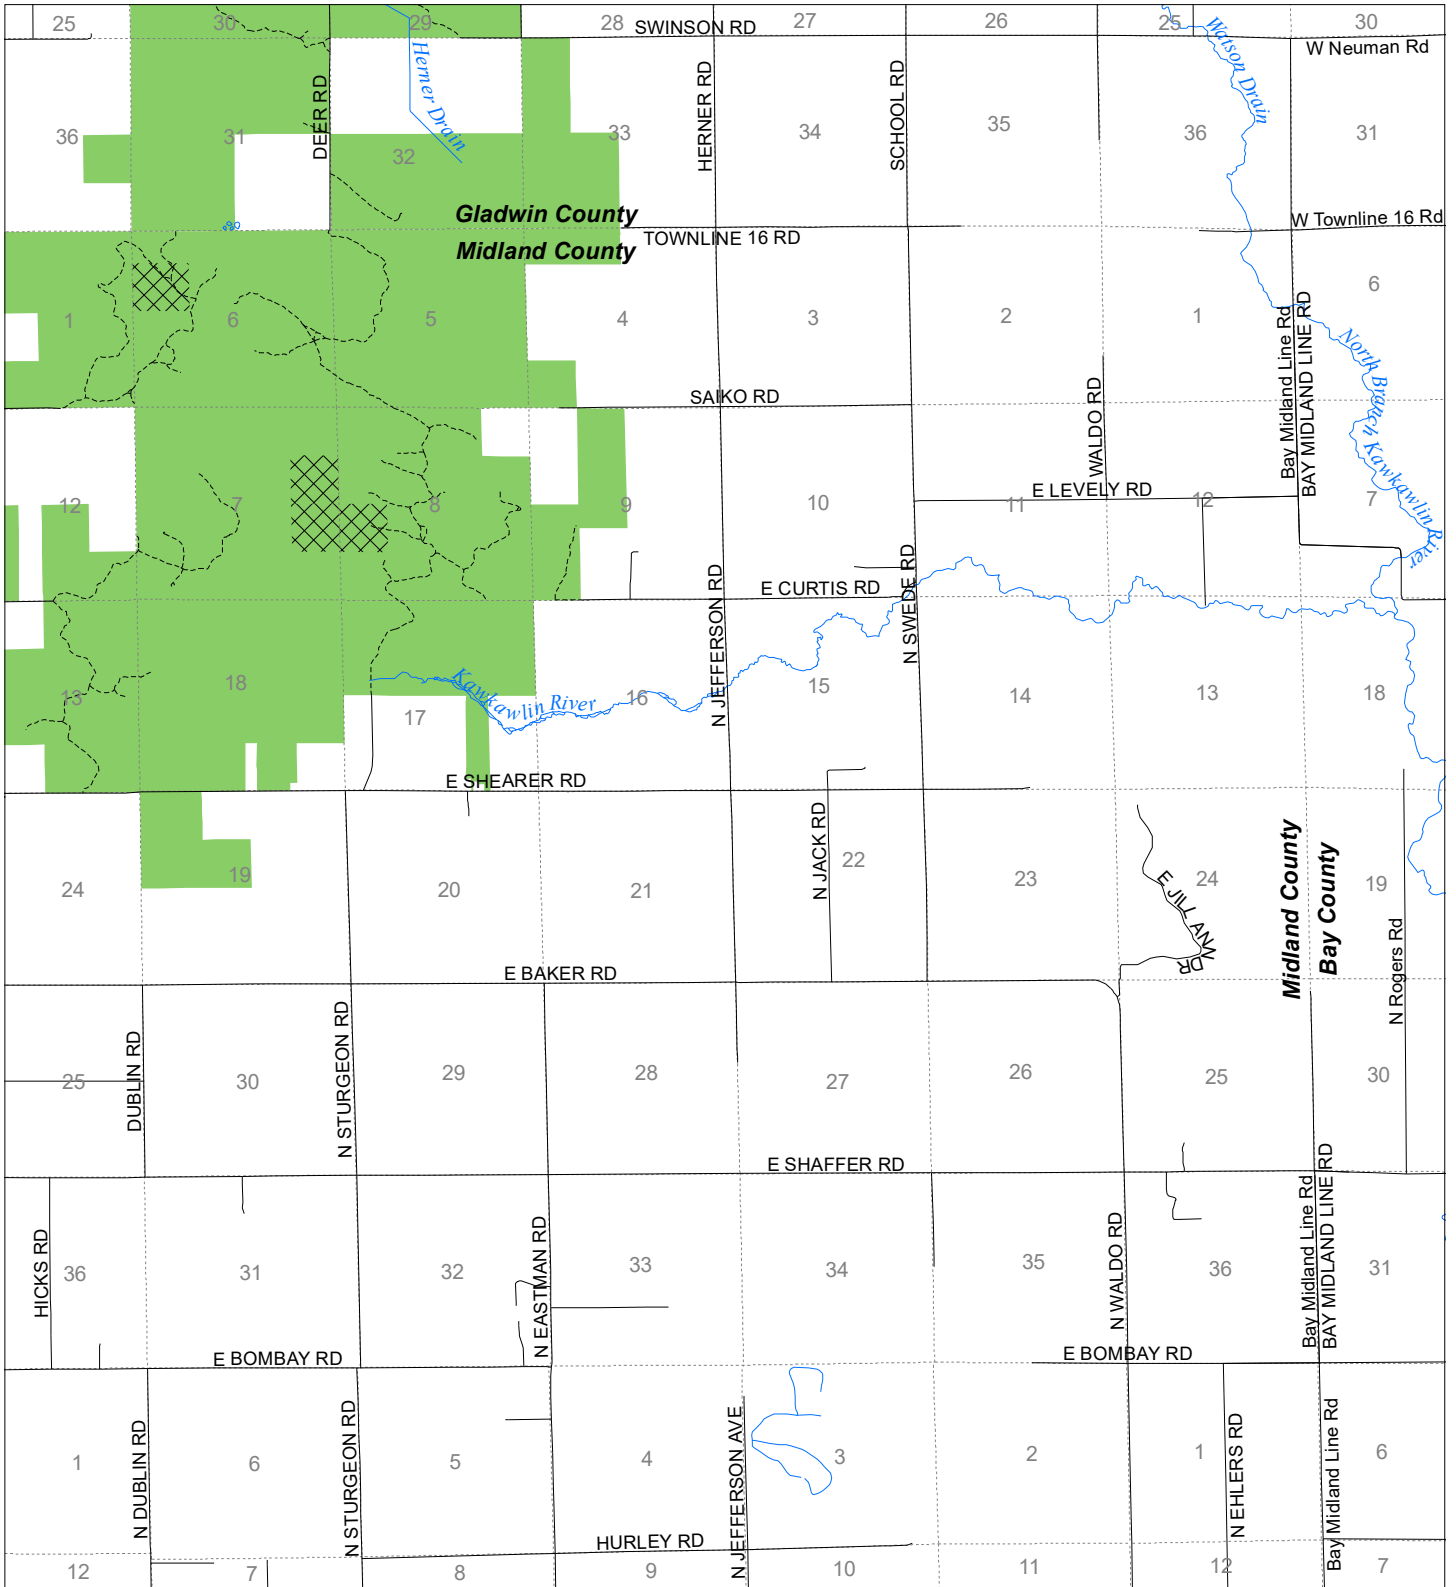 25
30
29
28
27
26
25
30
SWINSON RD
W Neuman Rd
Herner Drain
Watson Drain
DEER RD
HERNER RD
SCHOOL RD
36
31
32
33
34
35
36
31
Gladwin County
Midland County
TOWNLINE 16 RD
W Townline 16 Rd
1
6
5
4
3
2
1
6
Bay Midland Line Rd
BAY MIDLAND LINE RD
North Branch Kawkawlin River
SAIKO RD
WALDO RD
12
7
8
9
10
11
12
7
E LEVELY RD
E CURTIS RD
N JEFFERSON RD
N SWEDE RD
13
18
17
16
15
14
13
18
Kawkawlin River
E SHEARER RD
N JACK RD
24
19
20
21
22
23
24
19
E JILL ANN DR
Midland County
Bay County
N Rogers Rd
E BAKER RD
DUBLIN RD
N STURGEON RD
25
30
29
28
27
26
25
30
E SHAFFER RD
HICKS RD
N EASTMAN RD
N WALDO RD
Bay Midland Line Rd
BAY MIDLAND LINE RD
36
31
32
33
34
35
36
31
E BOMBAY RD
E BOMBAY RD
N DUBLIN RD
N STURGEON RD
N JEFFERSON AVE
N EHLERS RD
Bay Midland Line Rd
1
6
5
4
3
2
1
6
HURLEY RD
12
7
8
9
10
11
12
7